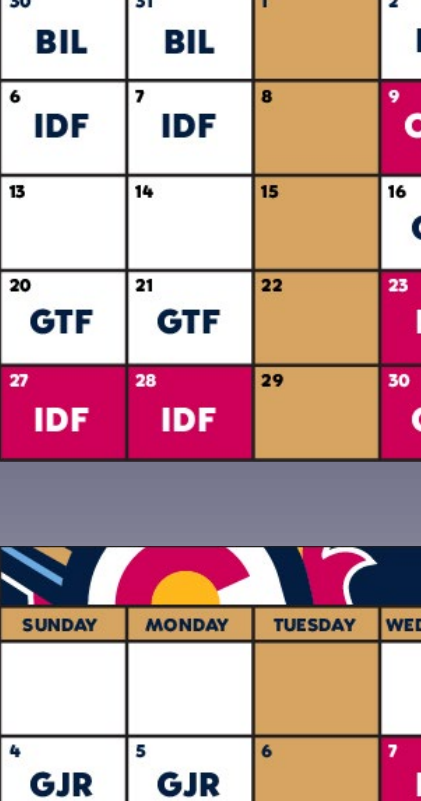 30 31 1 2
BIL BIL
6 7 8 9
IDF IDF
13 14 15 16
20 21 22 23
GTF GTF
27 28 29 30
IDF IDF
SUNDAY MONDAY TUESDAY WED
4 5 6 7
GJR GJR